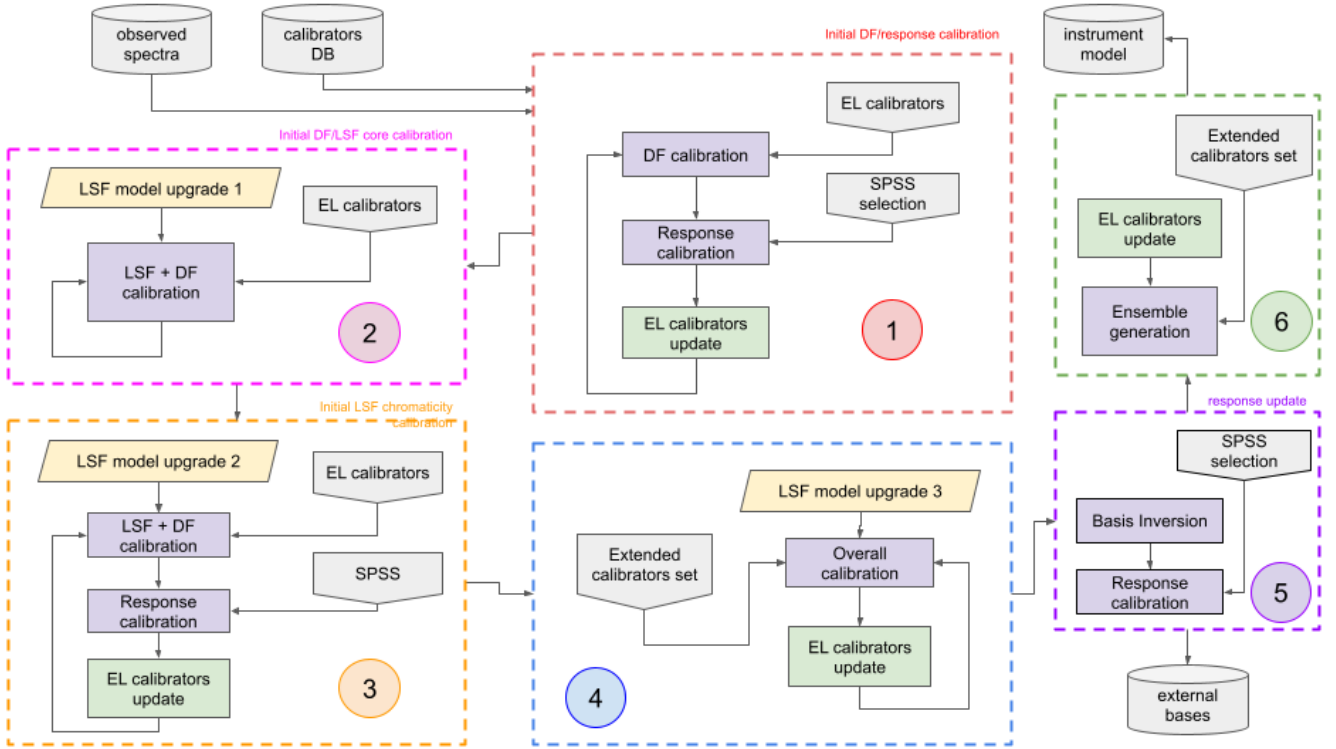 observed
spectra
calibrators
DB
Initial DF/response calibration
EL calibrators
DF calibration
SPSS
selection
Response
calibration
EL calibrators
update
1
Initial DF/LSF core calibration
LSF model upgrade 1
EL calibrators
LSF + DF
calibration
2
Initial LSF chromaticity
calibration
LSF model upgrade 2
EL calibrators
LSF + DF
calibration
SPSS
Response
calibration
EL calibrators
update
3
LSF model upgrade 3
Extended
calibrators set
Overall
calibration
EL calibrators
update
4
response update
SPSS
selection
Basis Inversion
Response
calibration
5
external
bases
instrument
model
Extended
calibrators set
EL calibrators
update
Ensemble
generation
6